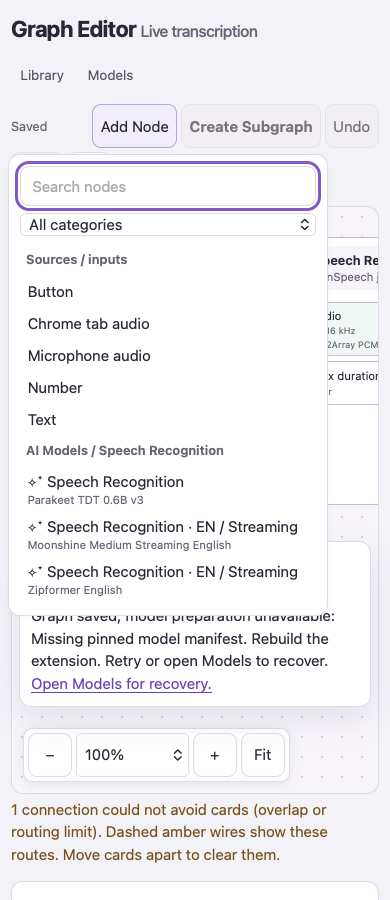 Graph Editor Live transcription
Library Models
Saved Add Node Create Subgraph Undo
Search nodes
All categories
Sources / inputs
Button
Chrome tab audio
Microphone audio
Number
Text
AI Models / Speech Recognition
Speech Recognition
Parakeet TDT 0.6B v3
Speech Recognition · EN / Streaming
Moonshine Medium Streaming English
Speech Recognition · EN / Streaming
Zipformer English
16 kHz
2Array PCM
x duration
Graph saved; model preparation unavailable:
Missing pinned model manifest. Rebuild the
extension. Retry or open Models to recover.
Open Models for recovery.
− 100% + Fit
1 connection could not avoid cards (overlap or
routing limit). Dashed amber wires show these
routes. Move cards apart to clear them.